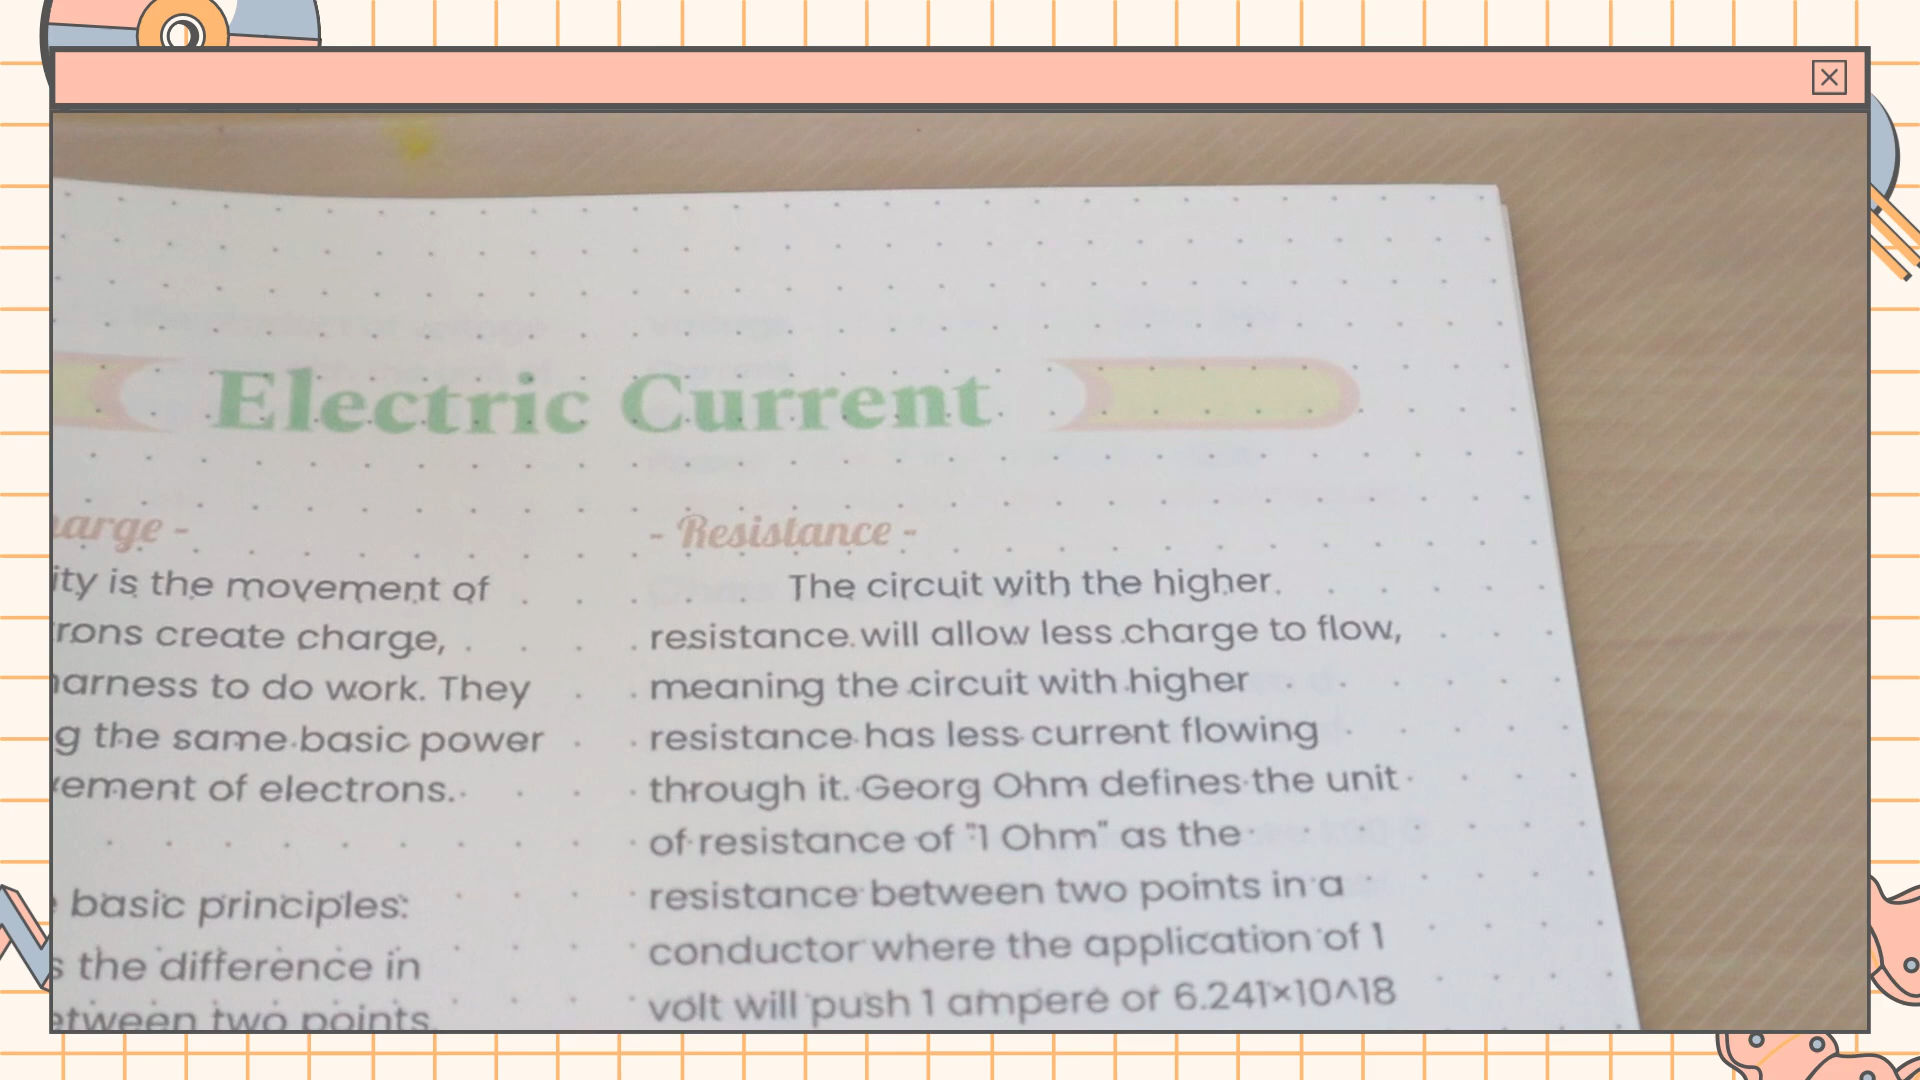 Electric Current
arge -
ity is the movement of
rons create charge,
arness to do work. They
g the same basic power
ement of electrons.
basic principles:
s the difference in
etween two points.
- Resistance -
The circuit with the higher
resistance will allow less charge to flow,
meaning the circuit with higher
resistance has less current flowing
through it. Georg Ohm defines the unit
of resistance of "1 Ohm" as the
resistance between two points in a
conductor where the application of 1
volt will push 1 ampere or 6.241×10^18